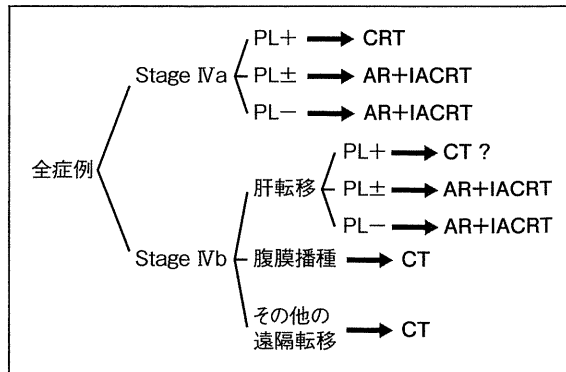 PL+ → CRT
Stage Ⅳa
PL± → AR+IACRT
PL− → AR+IACRT
全症例
PL+ → CT ?
肝転移
PL± → AR+IACRT
PL− → AR+IACRT
Stage Ⅳb
腹膜播種 → CT
その他の
遠隔転移 → CT